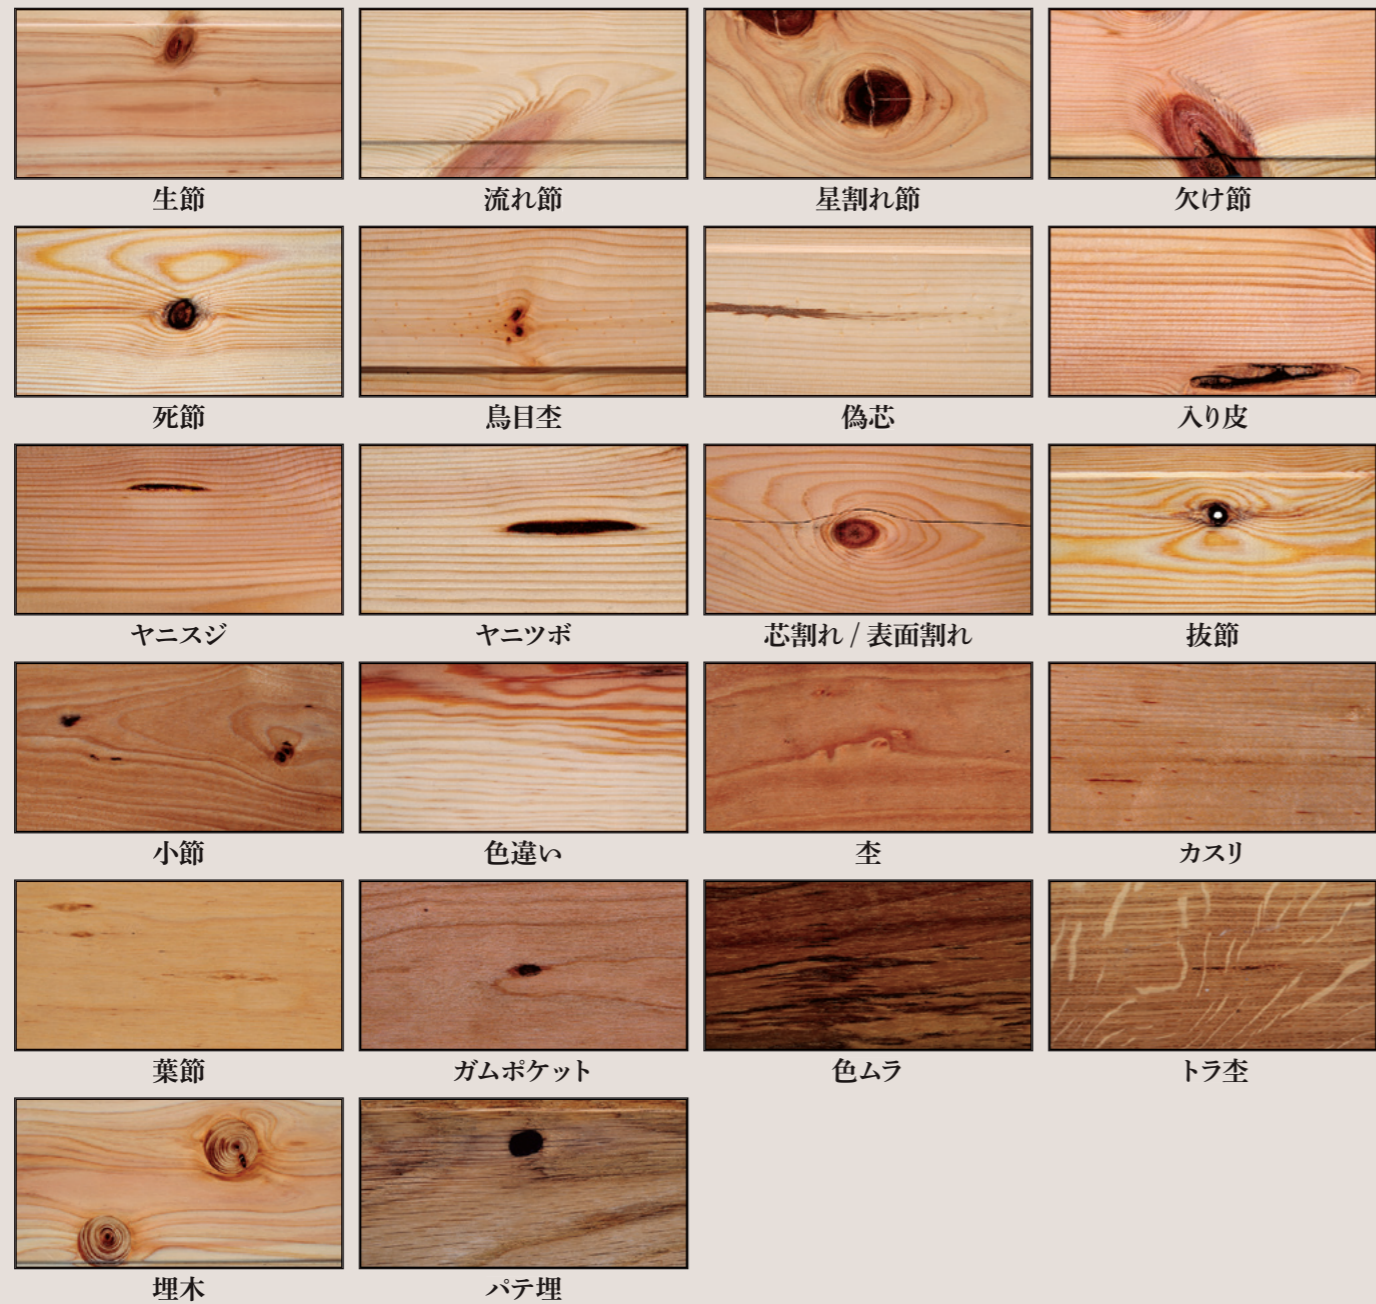 生節
流れ節
星割れ節
欠け節
死節
鳥目杢
偽芯
入り皮
ヤニスジ
ヤニツボ
芯割れ / 表面割れ
抜節
小節
色違い
杢
カスリ
葉節
ガムポケット
色ムラ
トラ杢
埋木
パテ埋